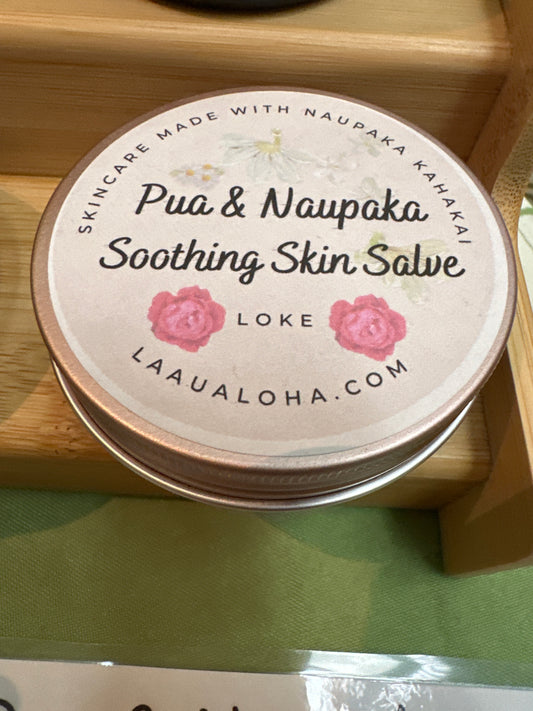 SKINCARE MADE WITH NAUPAKA KAHAKAI
Pua & Naupaka
Soothing Skin Salve
LOKE
LAAUALOHA.COM